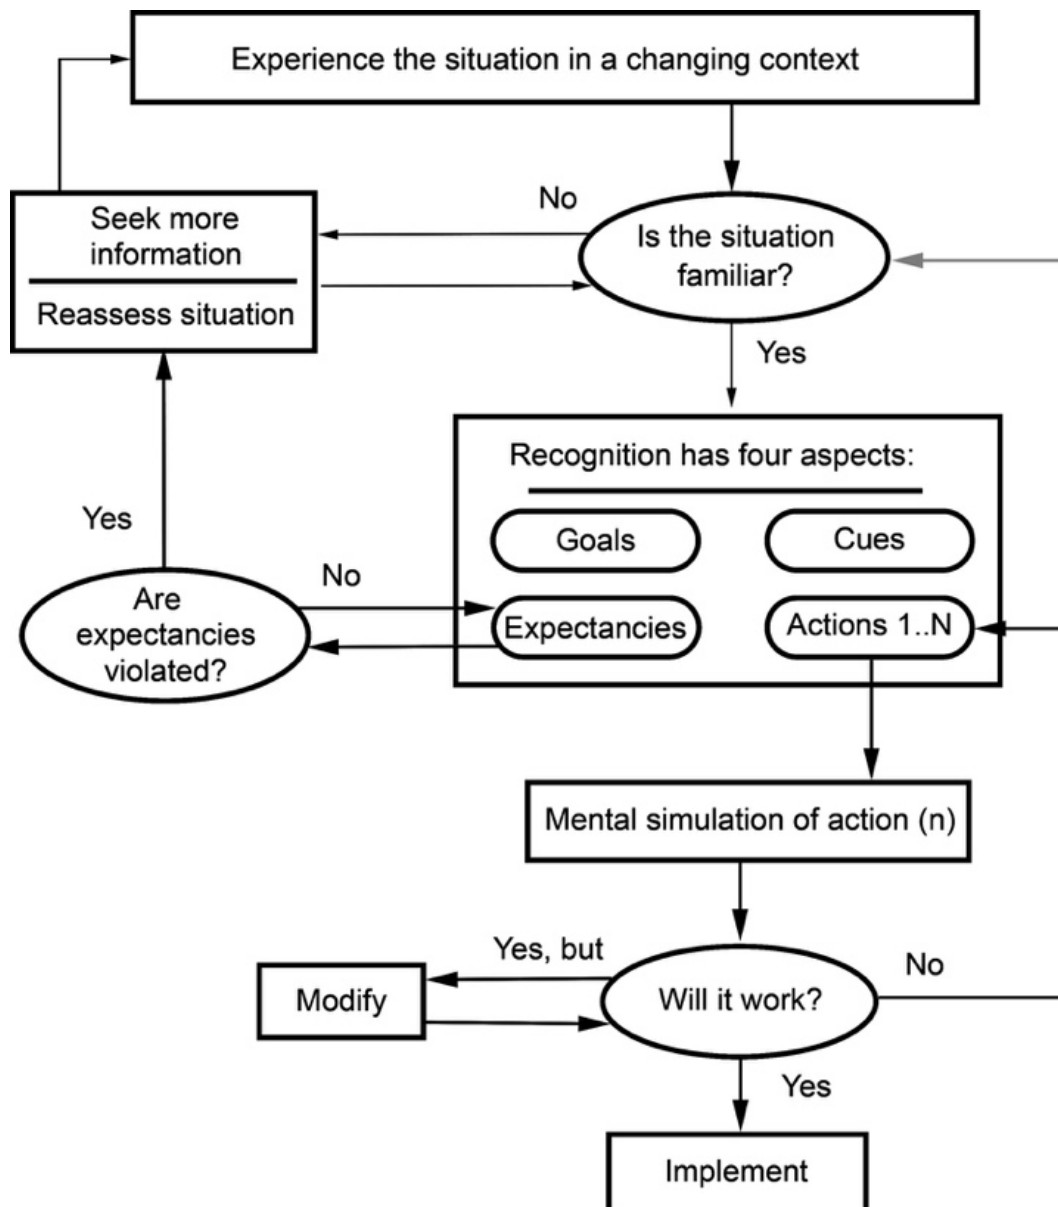 Experience the situation in a changing context
No
Seek more
information
Reassess situation
Is the situation
familiar?
Yes
Recognition has four aspects:
Goals
Cues
Yes
No
Are
expectancies
violated?
Expectancies
Actions 1..N
Mental simulation of action (n)
Yes, but
No
Modify
Will it work?
Yes
Implement